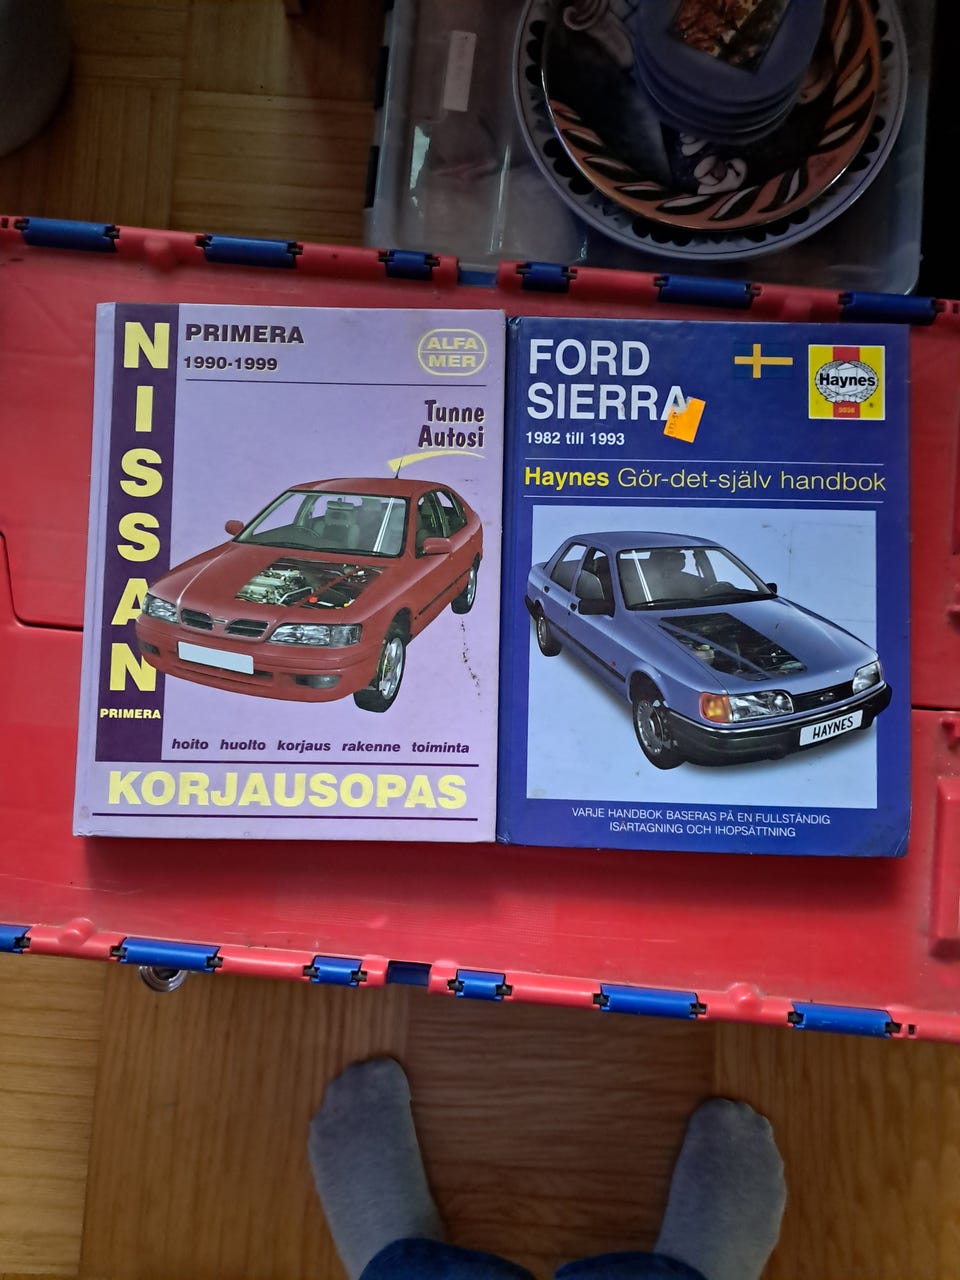 NISSAN
PRIMERA
PRIMERA
1990-1999
ALFA
MER
Tunne
Autosi
hoito huolto korjaus rakenne toiminta
KORJAUSOPAS
FORD
SIERRA
1982 till 1993
Haynes
Haynes Gör-det-själv handbok
HAYNES
VARJE HANDBOK BASERAS PÅ EN FULLSTÄNDIG
ISÄRTAGNING OCH IHOPSÄTTNING